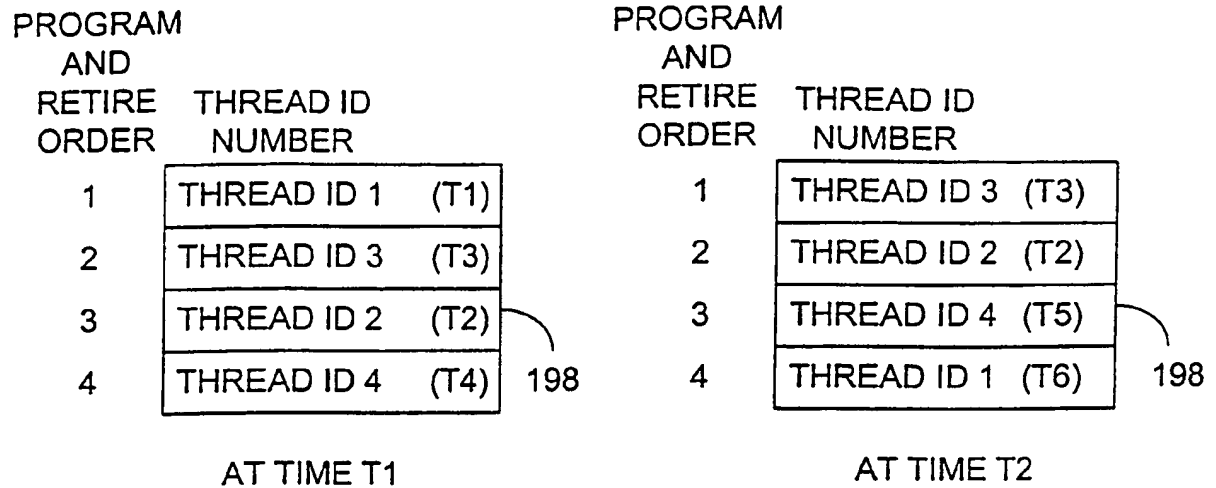 PROGRAM
AND
RETIRE
ORDER
THREAD ID
NUMBER
1 THREAD ID 1 (T1)
2 THREAD ID 3 (T3)
3 THREAD ID 2 (T2)
4 THREAD ID 4 (T4)
198
AT TIME T1
PROGRAM
AND
RETIRE
ORDER
THREAD ID
NUMBER
1 THREAD ID 3 (T3)
2 THREAD ID 2 (T2)
3 THREAD ID 4 (T5)
4 THREAD ID 1 (T6)
198
AT TIME T2